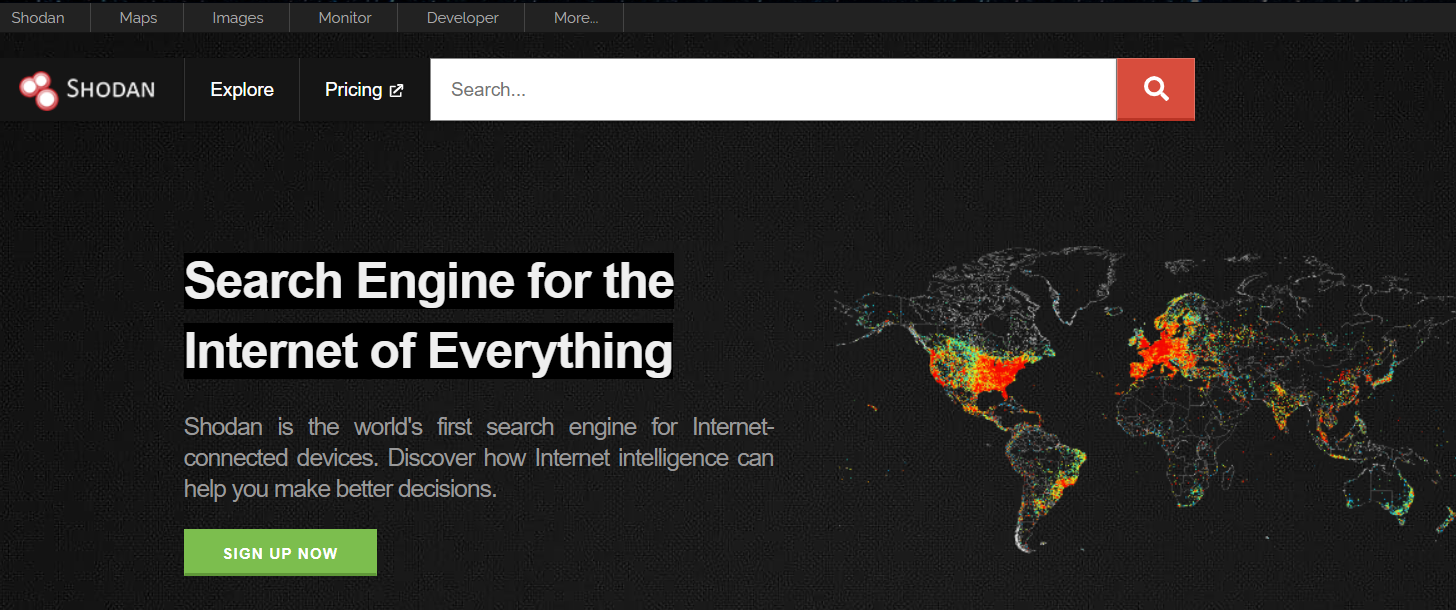 Shodan Maps Images Monitor Developer More...
SHODAN Explore Pricing Search...
Search Engine for the
Internet of Everything
Shodan is the world's first search engine for Internet-
connected devices. Discover how Internet intelligence can
help you make better decisions.
SIGN UP NOW